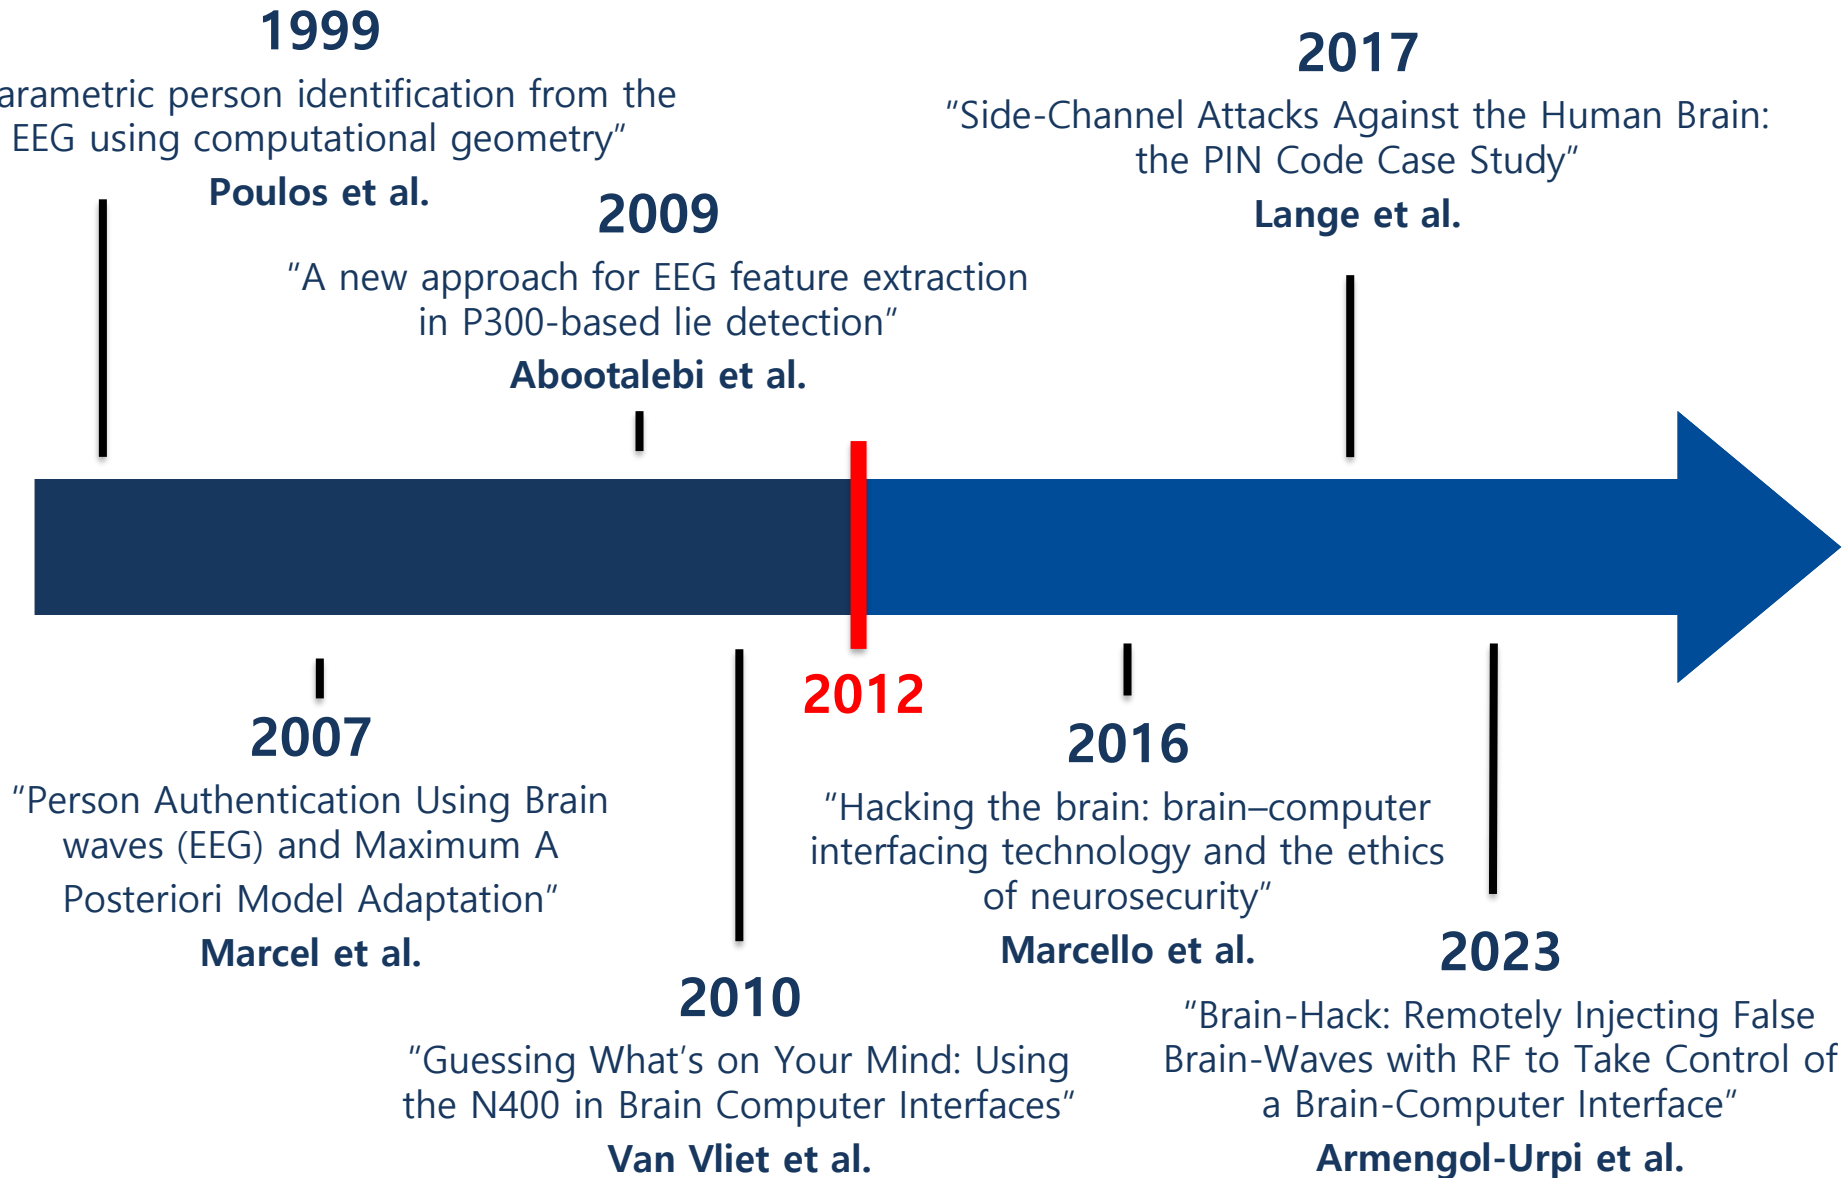 1999
arametric person identification from the
EEG using computational geometry"
Poulos et al.
2009
"A new approach for EEG feature extraction
in P300-based lie detection"
Abootalebi et al.
2017
"Side-Channel Attacks Against the Human Brain:
the PIN Code Case Study"
Lange et al.
2012
2007
"Person Authentication Using Brain
waves (EEG) and Maximum A
Posteriori Model Adaptation"
Marcel et al.
2010
"Guessing What's on Your Mind: Using
the N400 in Brain Computer Interfaces"
Van Vliet et al.
2016
"Hacking the brain: brain–computer
interfacing technology and the ethics
of neurosecurity"
Marcello et al.
2023
"Brain-Hack: Remotely Injecting False
Brain-Waves with RF to Take Control of
a Brain-Computer Interface"
Armengol-Urpi et al.